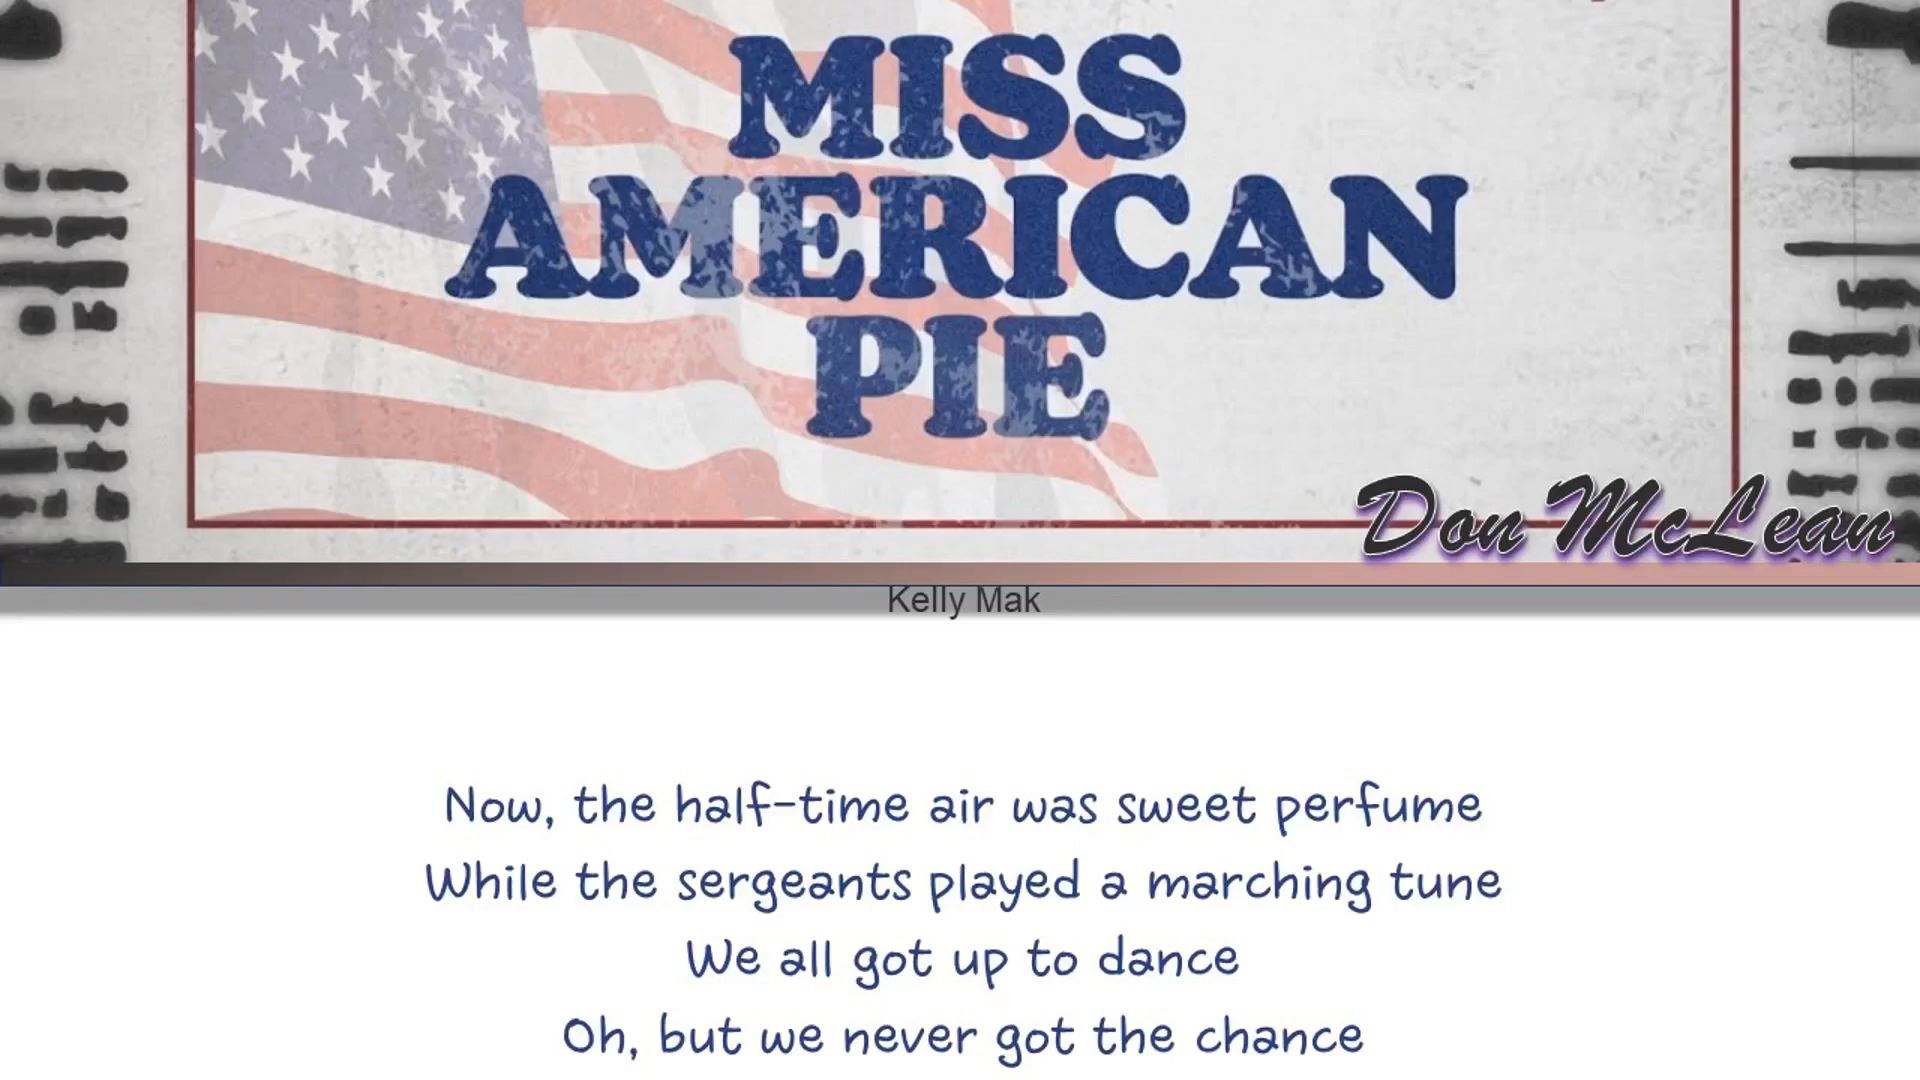 MISS
AMERICAN
PIE
Don McLean
Kelly Mak
Now, the half-time air was sweet perfume
While the sergeants played a marching tune
We all got up to dance
Oh, but we never got the chance